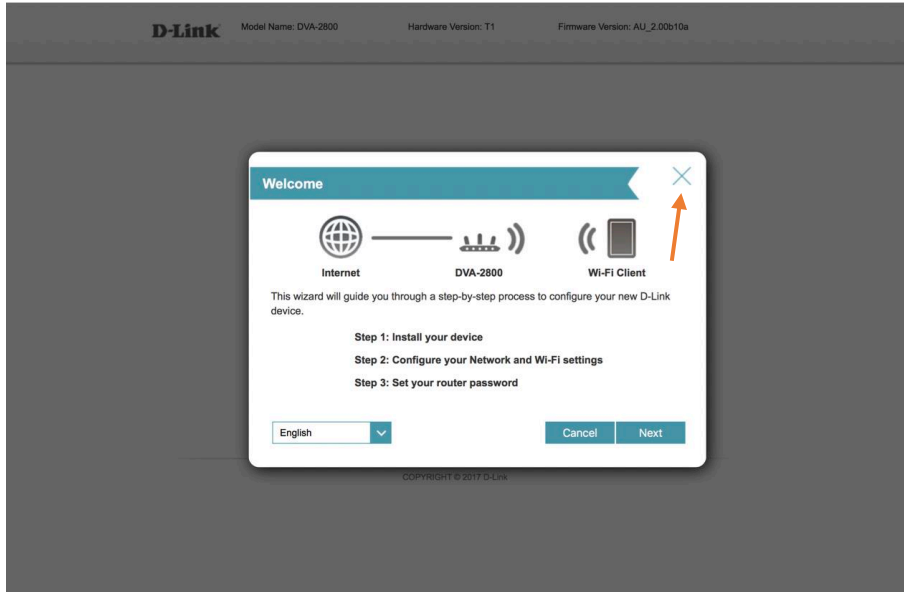 D-Link
Model Name: DVA-2800 Hardware Version: T1 Firmware Version: AU_2.00b10a
Welcome
Internet DVA-2800 Wi-Fi Client
This wizard will guide you through a step-by-step process to configure your new D-Link
device.
Step 1: Install your device
Step 2: Configure your Network and Wi-Fi settings
Step 3: Set your router password
English Cancel Next
COPYRIGHT © 2017 D-Link